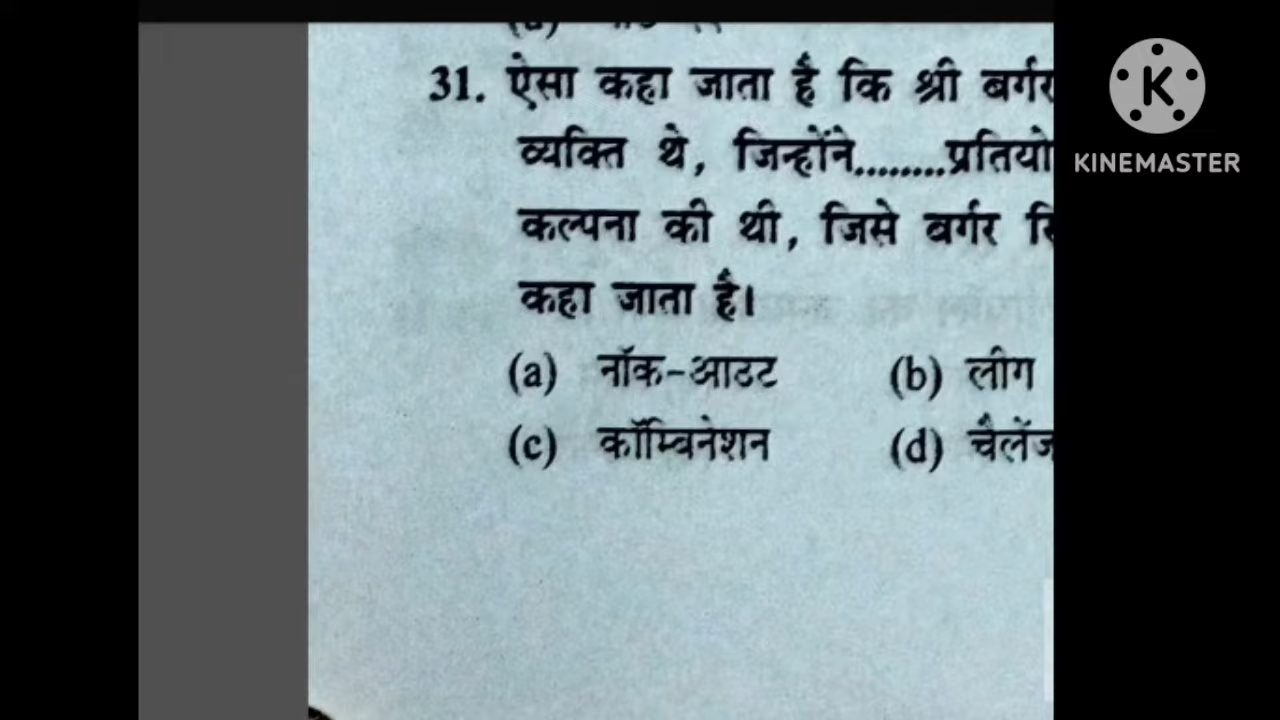 31. ऐसा कहा जाता है कि श्री बर्गर
व्यक्ति थे, जिन्होंने........प्रतियो
कल्पना की थी, जिसे बर्गर
कहा जाता है।
(a) नॉक-आउट (b) लीग
(c) कॉम्बिनेशन (d) चैलेंज
K
KINEMASTER